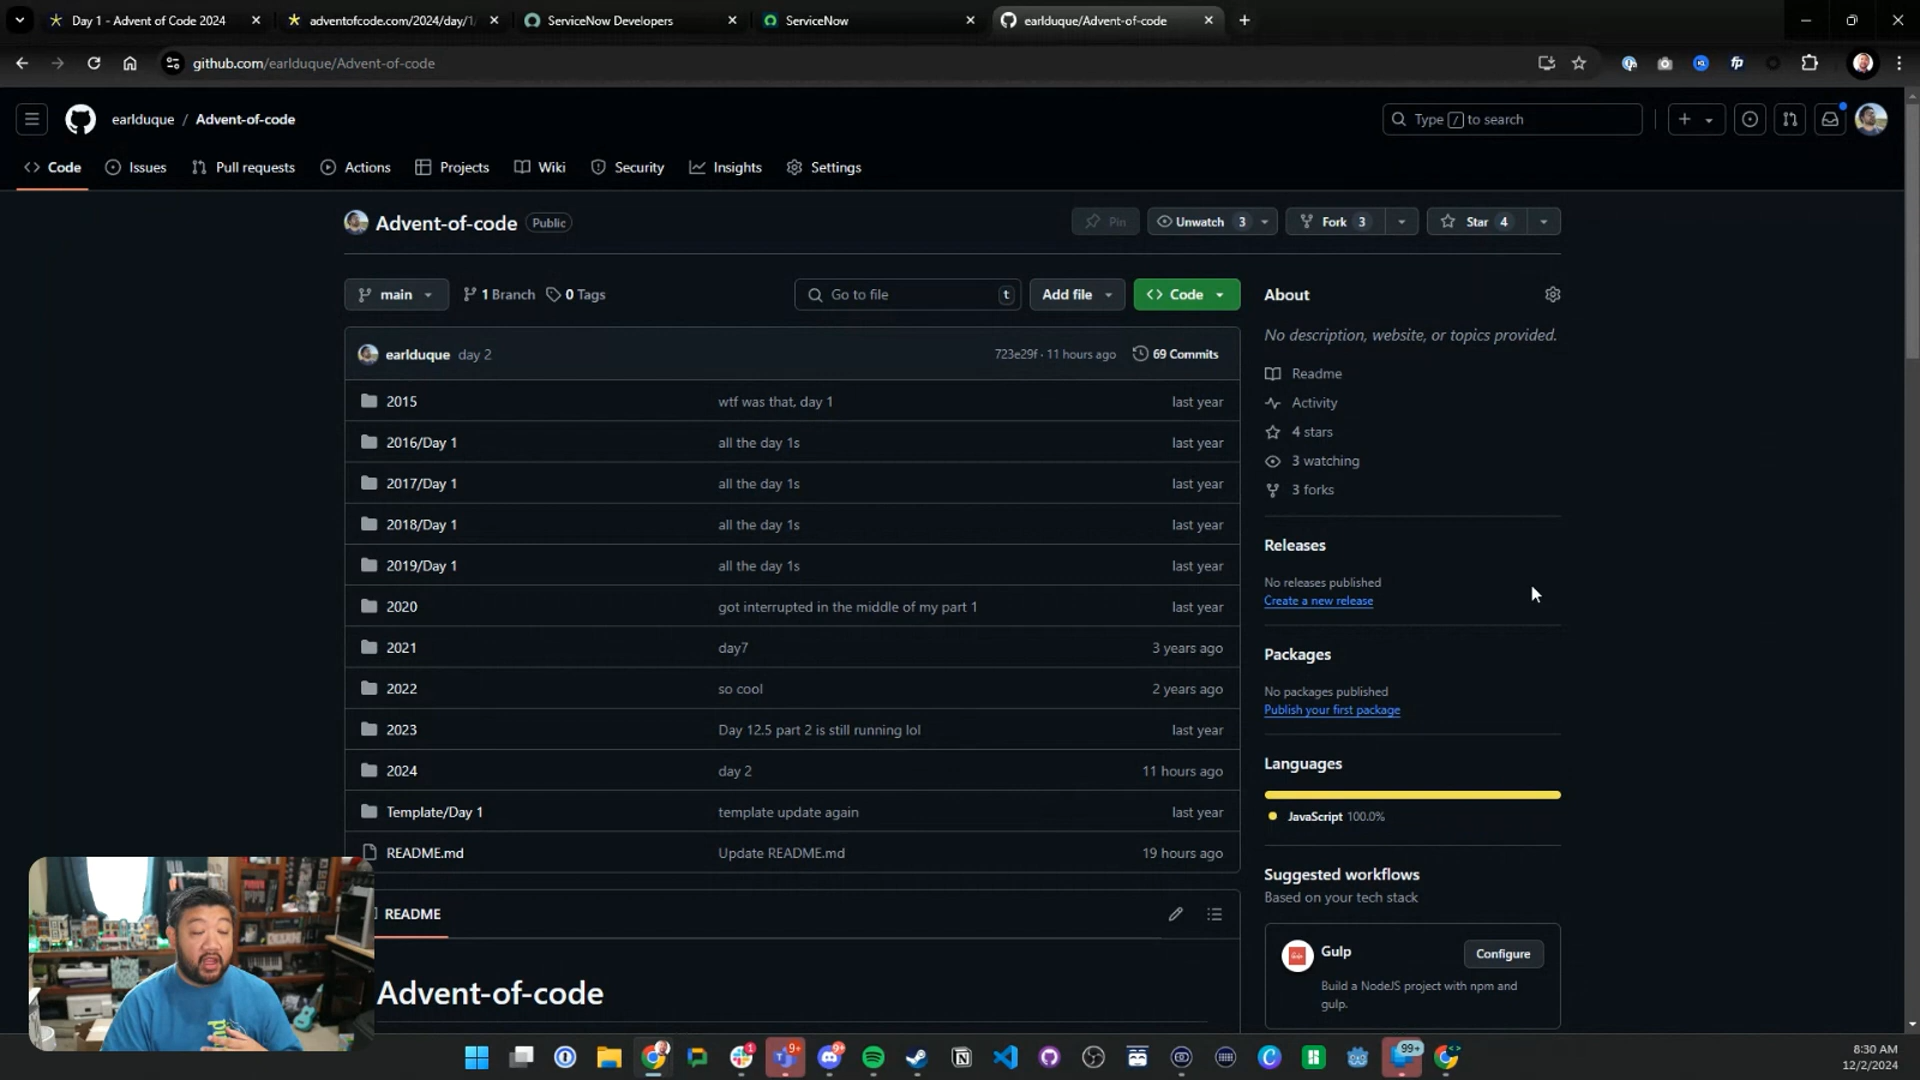 Day 1 - Advent of Code 2024
adventofcode.com/2024/day/1/
ServiceNow Developers
ServiceNow
earlduque/Advent-of-code
github.com/earlduque/Advent-of-code
earlduque / Advent-of-code
Type / to search
Code
Issues
Pull requests
Actions
Projects
Wiki
Security
Insights
Settings
Advent-of-code Public
Pin
Unwatch 3
Fork 3
Star 4
main
1 Branch
0 Tags
Go to file t
Add file
Code
About
No description, website, or topics provided.
Readme
Activity
4 stars
3 watching
3 forks
earlduque day 2 723e29f · 11 hours ago 69 Commits
2015 wtf was that, day 1 last year
2016/Day 1 all the day 1s last year
2017/Day 1 all the day 1s last year
2018/Day 1 all the day 1s last year
2019/Day 1 all the day 1s last year
2020 got interrupted in the middle of my part 1 last year
2021 day7 3 years ago
2022 so cool 2 years ago
2023 Day 12.5 part 2 is still running lol last year
2024 day 2 11 hours ago
Template/Day 1 template update again last year
README.md Update README.md 19 hours ago
Releases
No releases published
Create a new release
Packages
No packages published
Publish your first package
Languages
JavaScript 100.0%
Suggested workflows
Based on your tech stack
Gulp
Configure
Build a NodeJS project with npm and
gulp.
README
Advent-of-code
1
9+
9+
99+
8:30 AM
12/2/2024